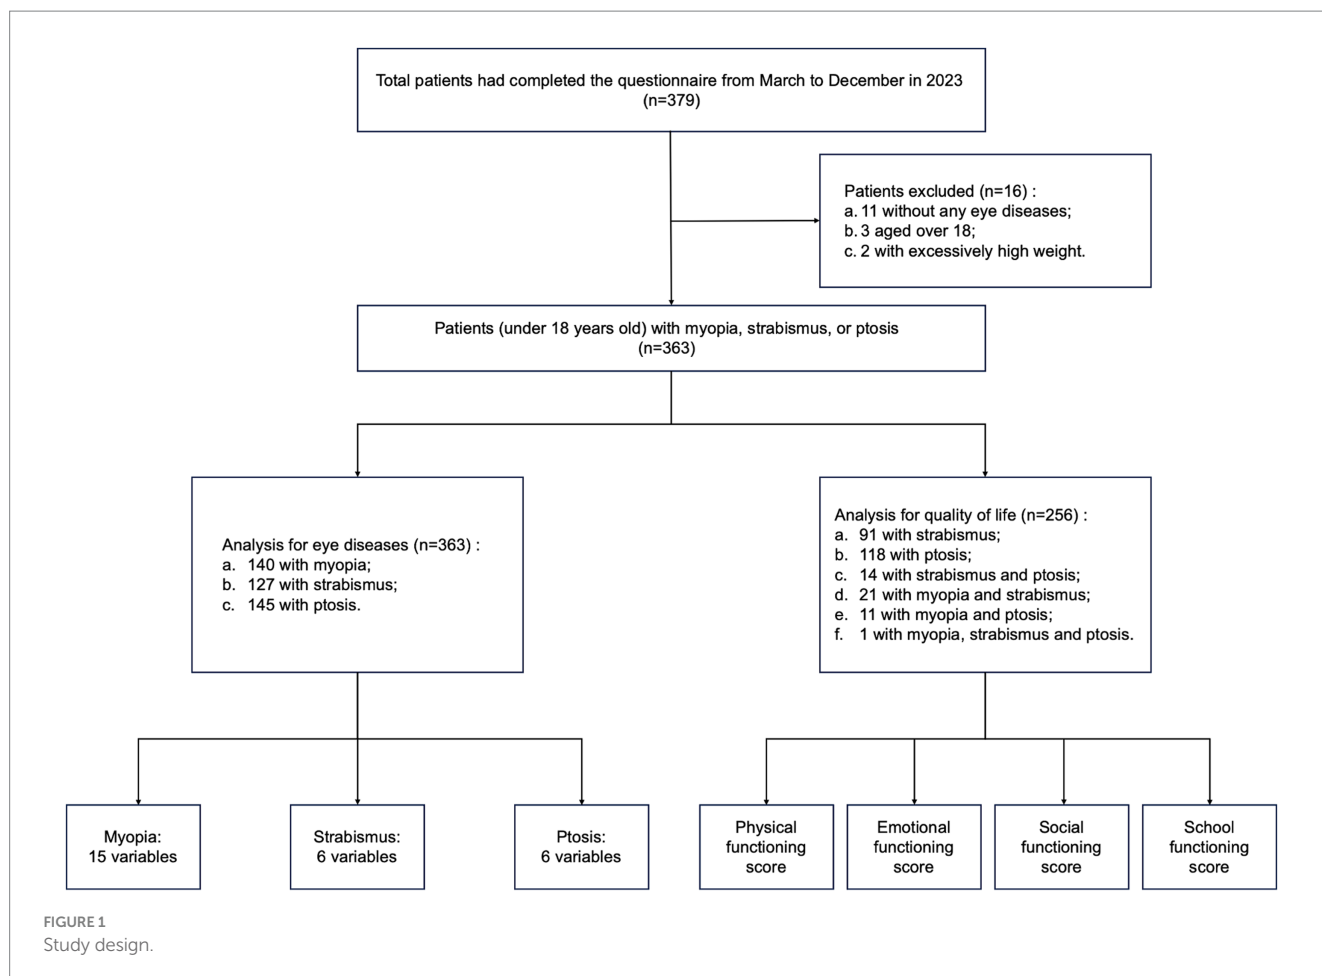 Total patients had completed the questionnaire from March to December in 2023
(n=379)
Patients excluded (n=16) :
a. 11 without any eye diseases;
b. 3 aged over 18;
c. 2 with excessively high weight.
Patients (under 18 years old) with myopia, strabismus, or ptosis
(n=363)
Analysis for eye diseases (n=363) :
a. 140 with myopia;
b. 127 with strabismus;
c. 145 with ptosis.
Analysis for quality of life (n=256) :
a. 91 with strabismus;
b. 118 with ptosis;
c. 14 with strabismus and ptosis;
d. 21 with myopia and strabismus;
e. 11 with myopia and ptosis;
f. 1 with myopia, strabismus and ptosis.
Myopia:
15 variables
Strabismus:
6 variables
Ptosis:
6 variables
Physical
functioning
score
Emotional
functioning
score
Social
functioning
score
School
functioning
score
FIGURE 1
Study design.